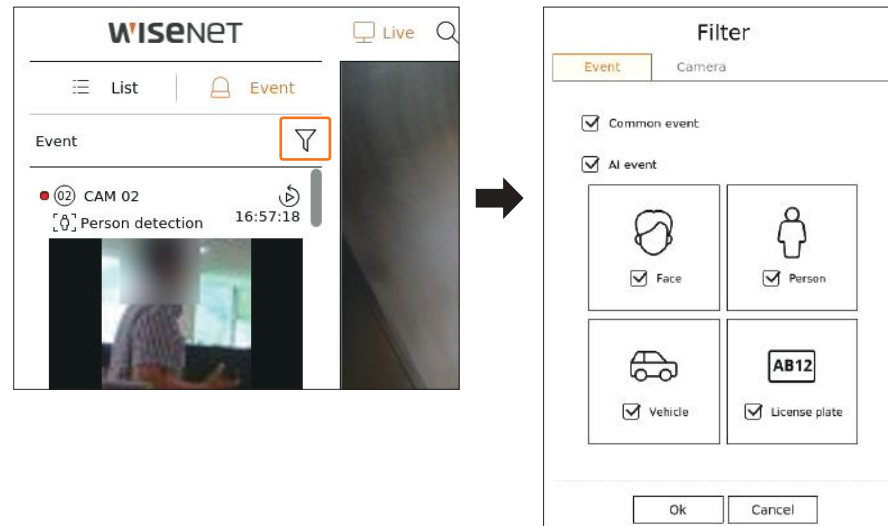 WISENET
Live
List
Event
Event
02 CAM 02
Person detection
16:57:18
Filter
Event Camera
Common event
AI event
Face
Person
Vehicle
AB12
License plate
Ok
Cancel